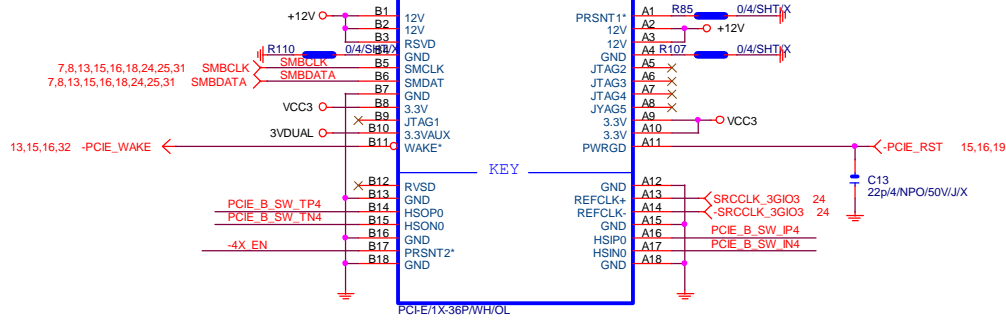 +12V B1 12V PRSNT1* A1 R85 0/4/SHT/X
B2 12V 12V A2 +12V
B3 RSVD 12V A3
R110 0/4/SHT/X B4 GND GND A4 R107 0/4/SHT/X
7,8,13,15,16,18,24,25,31 SMBCLK SMBCLK B5 SMCLK JTAG2 A5
7,8,13,15,16,18,24,25,31 SMBDATA SMBDATA B6 SMDAT JTAG3 A6
B7 GND JTAG4 A7
VCC3 B8 3.3V JYAG5 A8
B9 JTAG1 3.3V A9 VCC3
3VDUAL B10 3.3VAUX 3.3V A10
13,15,16,32 -PCIE_WAKE B11 WAKE* PWRGD A11 -PCIE_RST 15,16,19
KEY
C13
22p/4/NPO/50V/J/X
B12 RVSD GND A12
B13 GND REFCLK+ A13 SRCCLK_3GIO3 24
PCIE_B_SW_TP4 B14 HSOP0 REFCLK- A14 -SRCCLK_3GIO3 24
PCIE_B_SW_TN4 B15 HSON0 GND A15
B16 GND HSIP0 A16 PCIE_B_SW_IP4
-4X_EN B17 PRSNT2* HSIN0 A17 PCIE_B_SW_IN4
B18 GND GND A18
PCI-E/1X-36P/WH/OL